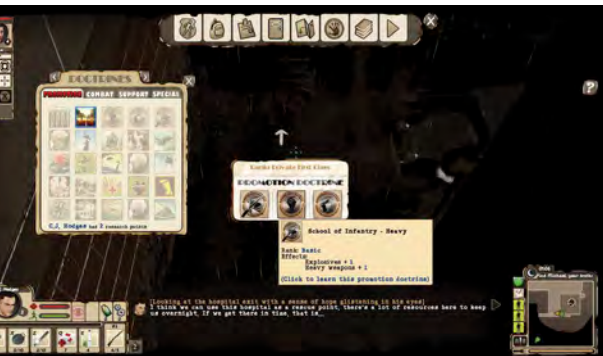 DOCTRINES
PROMOTION COMBAT SUPPORT SPECIAL
C.J. Hodges has 2 research points
Private First Class
PROMOTION DOCTRINE
School of Infantry - Heavy
Rank: Basic
Effects:
Explosives + 1
Heavy weapons + 1
(Click to learn this promotion doctrine)
?
[Looking at the hospital exit with a sense of hope glistening in his eyes]
I think we can use this hospital as a rescue point, there's a lot of resources here to keep
us overnight, If we get there in time, that is...